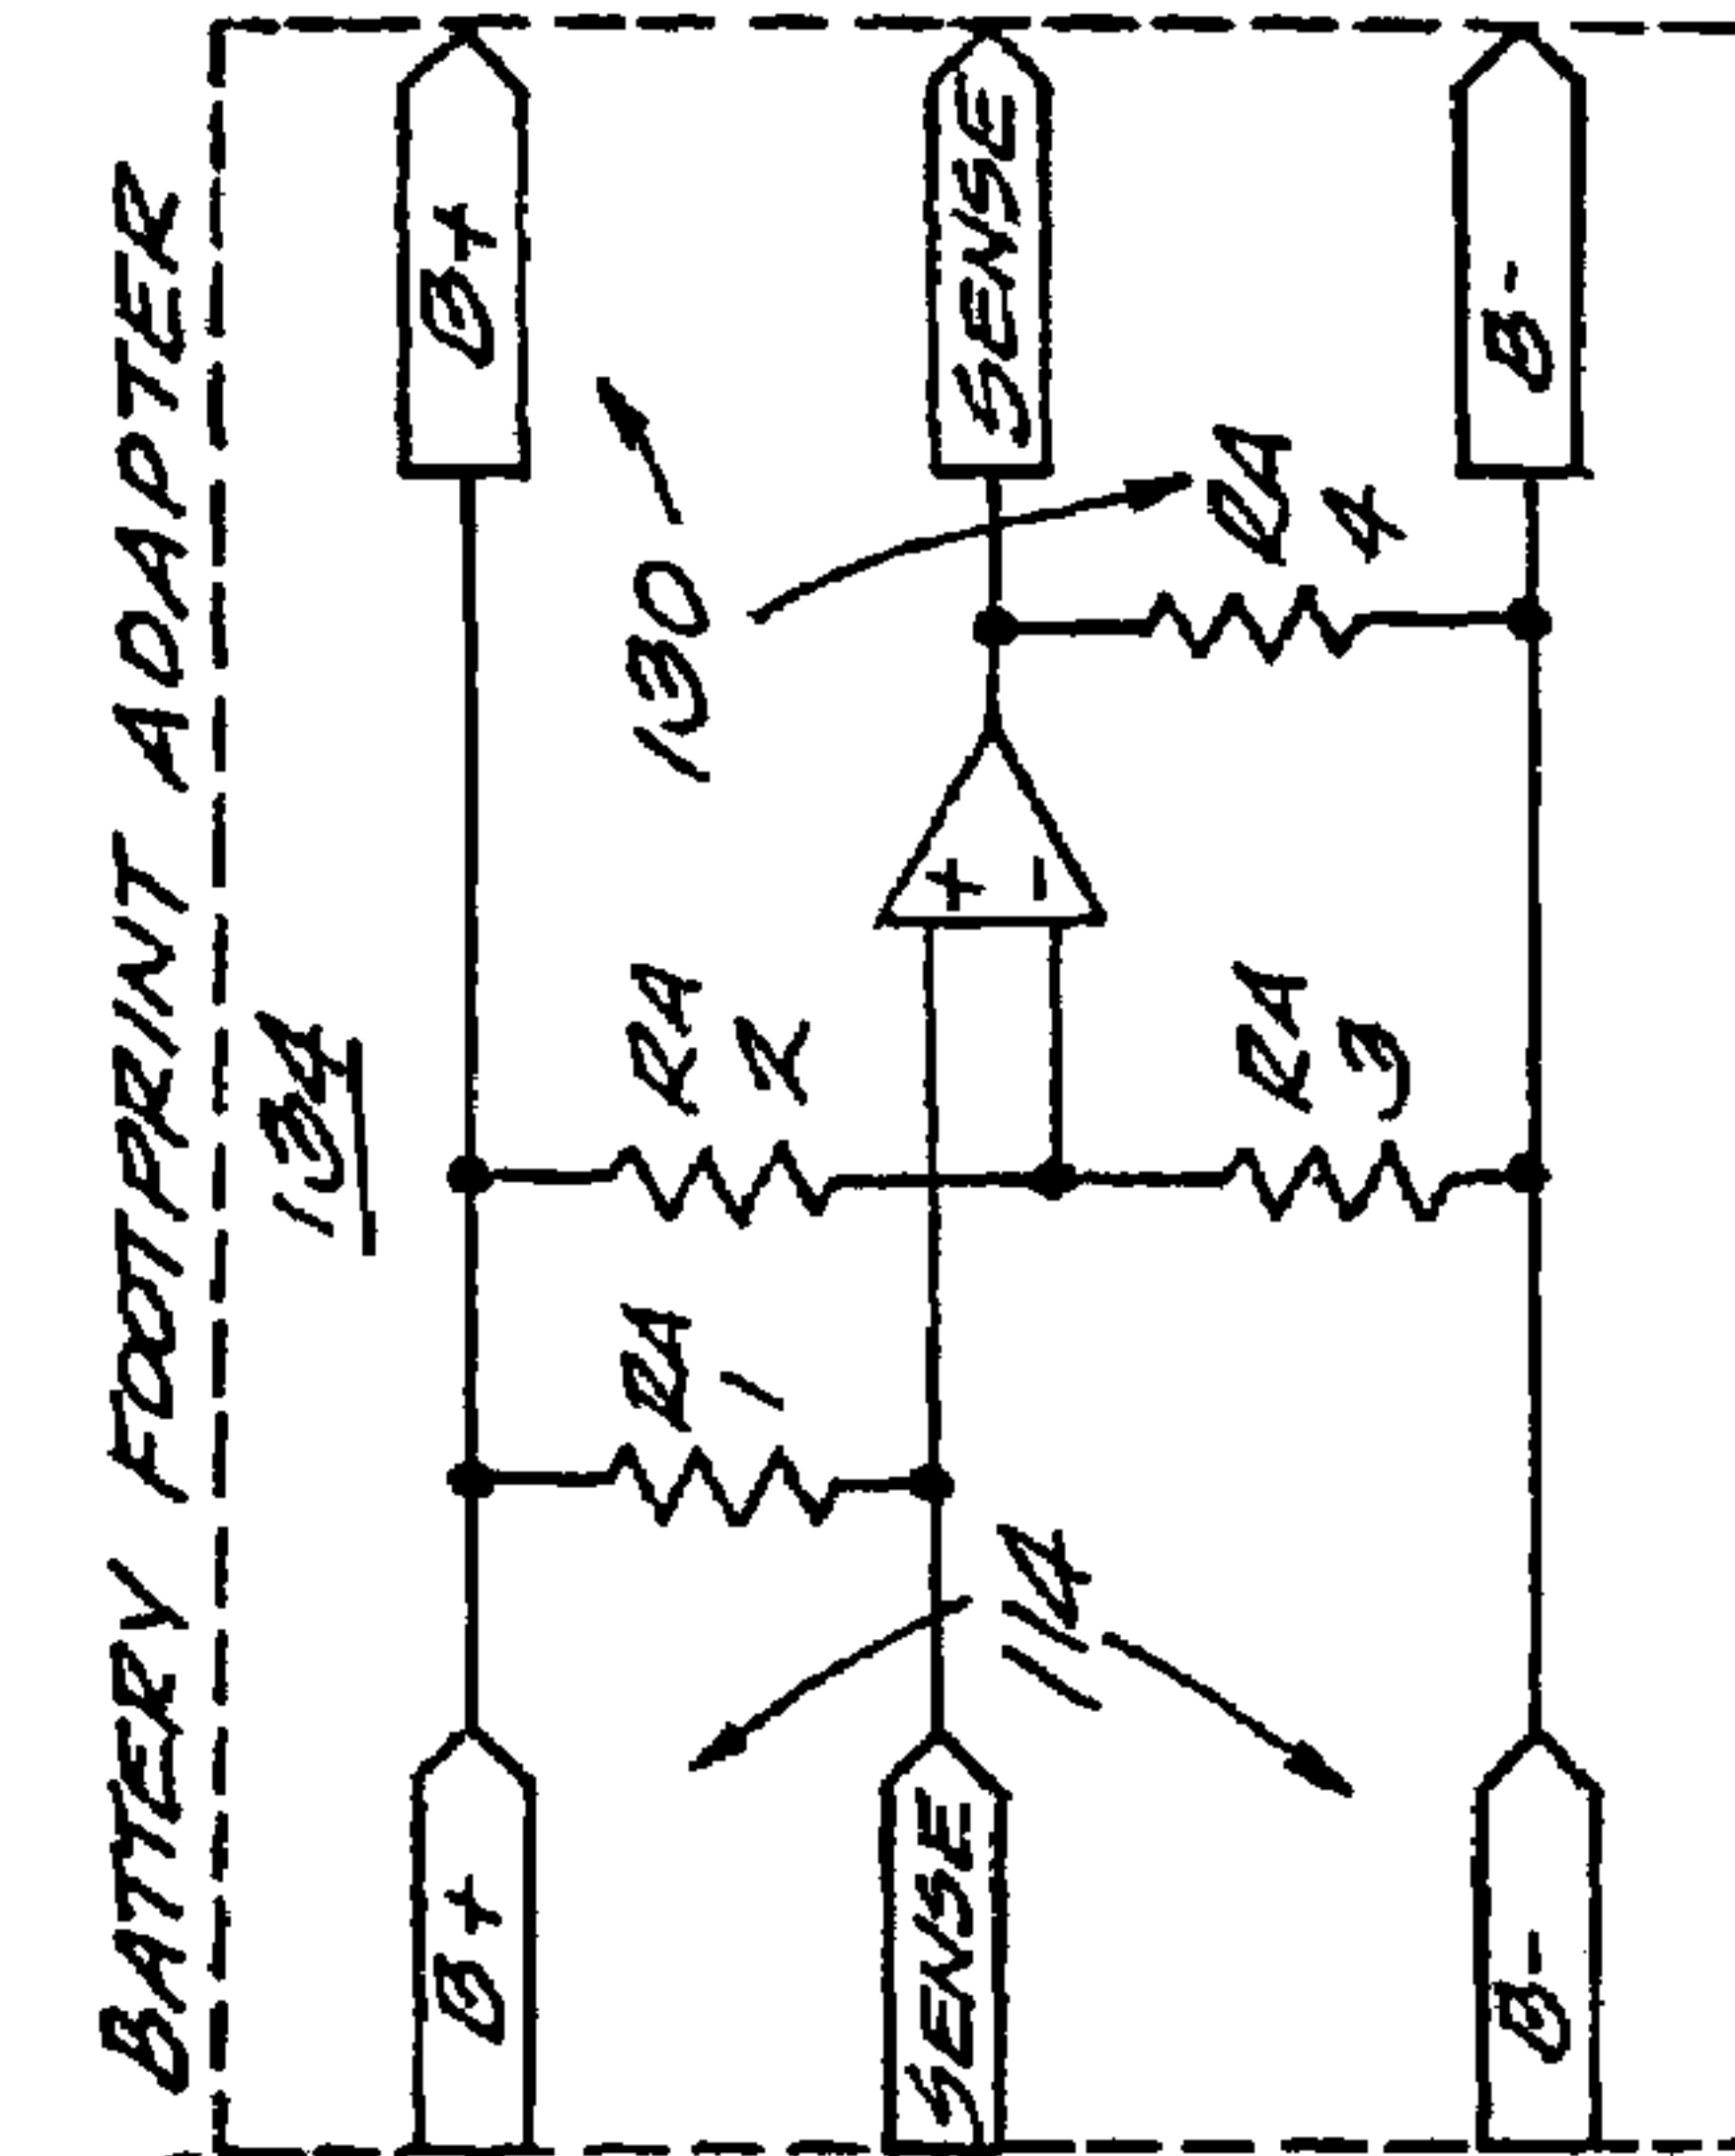 BATTERY FOOTPRINT ADAPTER
134
B+
B+
RA
1
RA
2
130
SENSE
+
SENSE
-
114
RA
3
RA
4
B-
B-